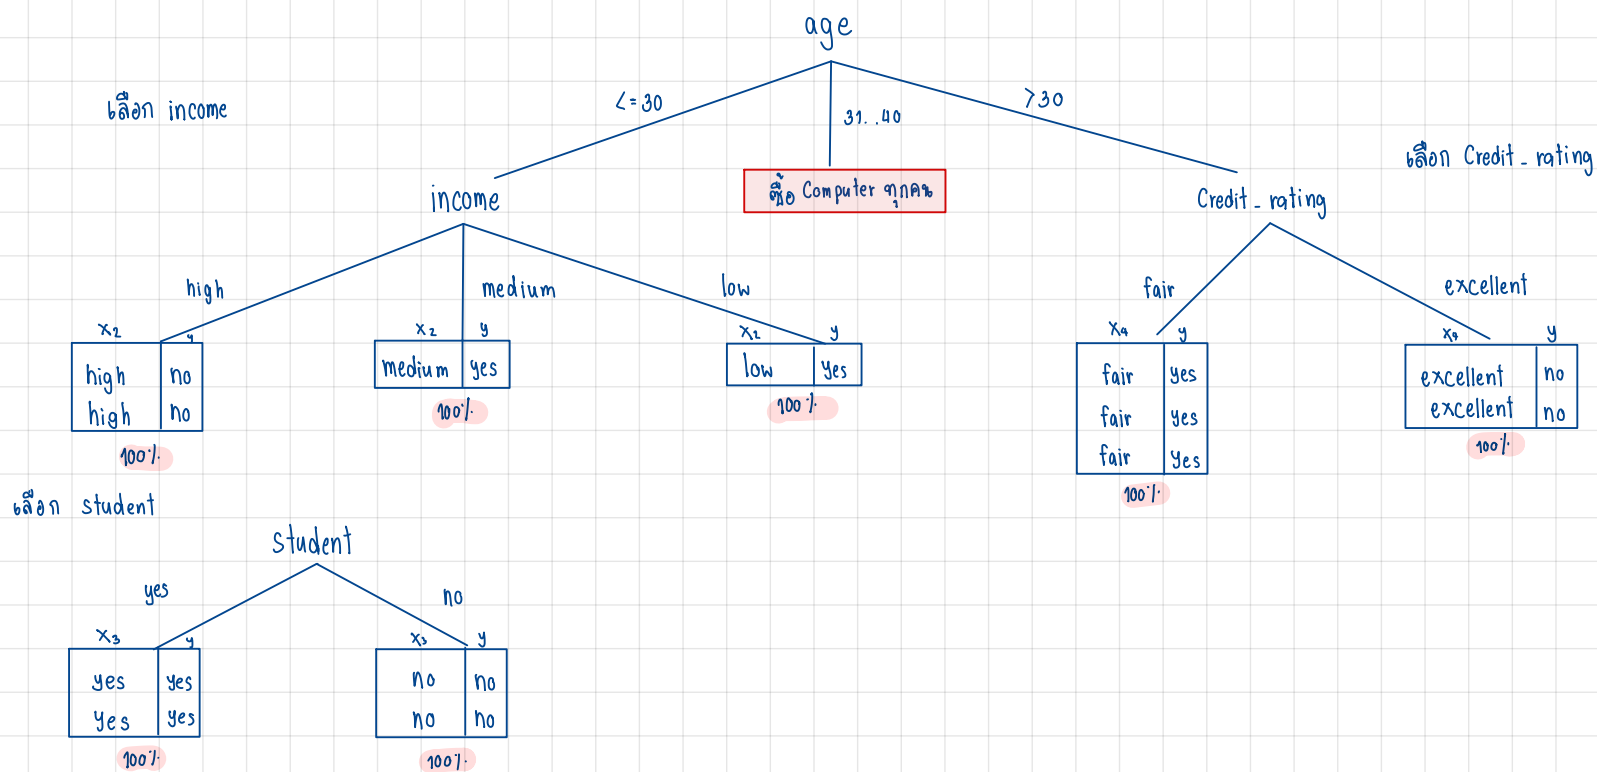 age
<=30
31..40
>30
เลือก income
เลือก Credit_rating
income
ซื้อ Computer ทุกคน
Credit_rating
high
medium
low
fair
excellent
x₂ y
high no
high no
100%
x₂ y
medium yes
100%
x₂ y
low yes
100%
x₄ y
fair yes
fair yes
fair yes
100%
x₄ y
excellent no
excellent no
100%
เลือก student
student
yes
no
x₃ y
yes yes
yes yes
100%
x₃ y
no no
no no
100%